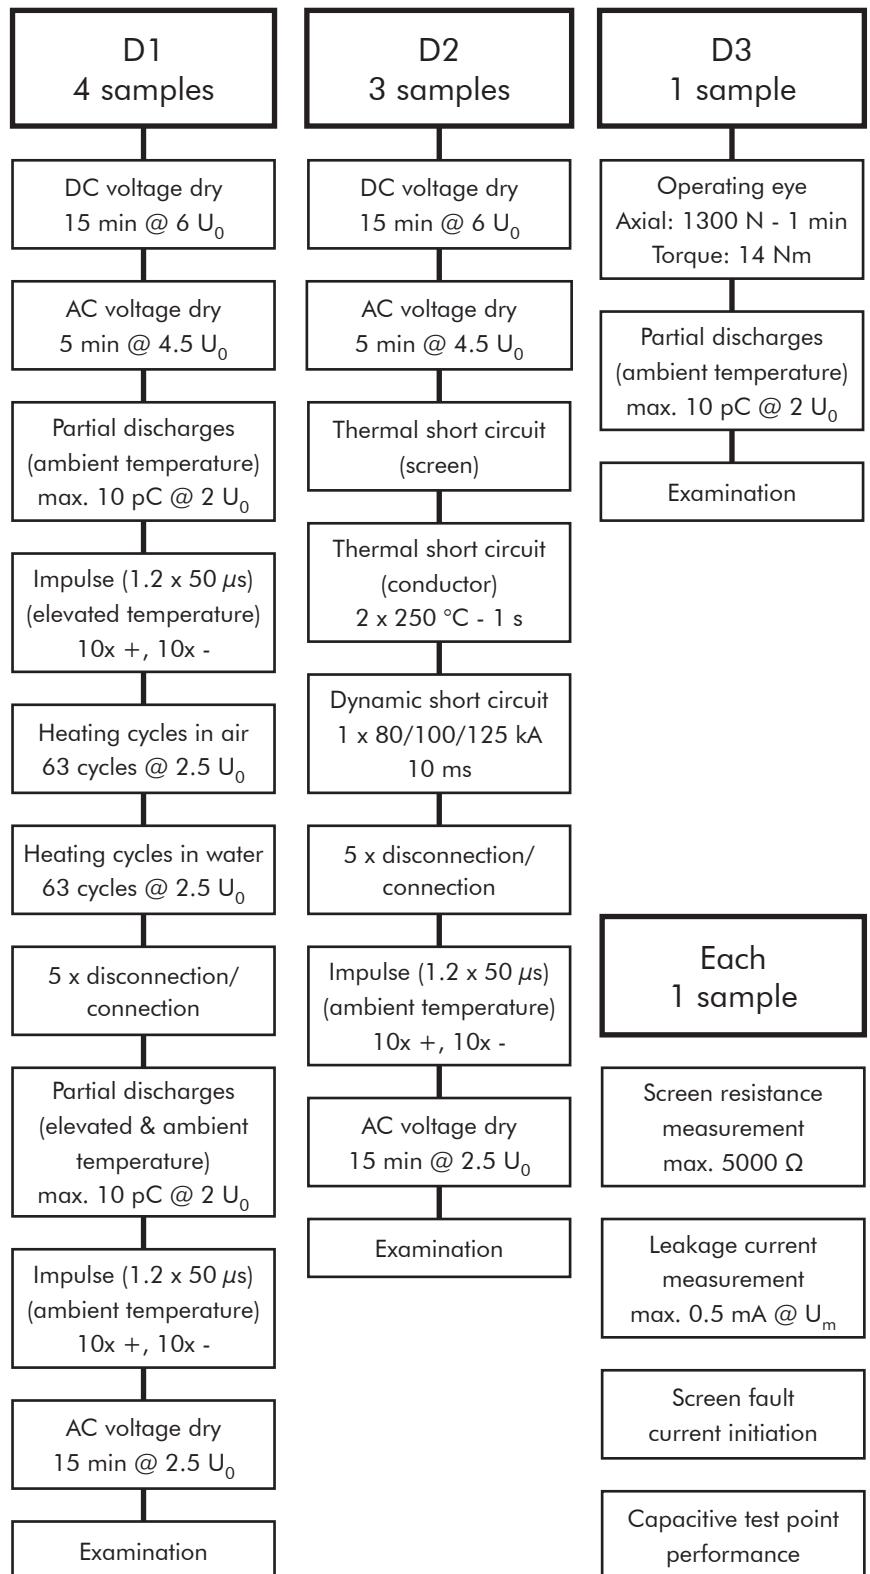 D1
4 samples
DC voltage dry
15 min @ 6 U0
AC voltage dry
5 min @ 4.5 U0
Partial discharges
(ambient temperature)
max. 10 pC @ 2 U0
Impulse (1.2 x 50 µs)
(elevated temperature)
10x +, 10x -
Heating cycles in air
63 cycles @ 2.5 U0
Heating cycles in water
63 cycles @ 2.5 U0
5 x disconnection/
connection
Partial discharges
(elevated & ambient
temperature)
max. 10 pC @ 2 U0
Impulse (1.2 x 50 µs)
(ambient temperature)
10x +, 10x -
AC voltage dry
15 min @ 2.5 U0
Examination
D2
3 samples
DC voltage dry
15 min @ 6 U0
AC voltage dry
5 min @ 4.5 U0
Thermal short circuit
(screen)
Thermal short circuit
(conductor)
2 x 250 °C - 1 s
Dynamic short circuit
1 x 80/100/125 kA
10 ms
5 x disconnection/
connection
Impulse (1.2 x 50 µs)
(ambient temperature)
10x +, 10x -
AC voltage dry
15 min @ 2.5 U0
Examination
D3
1 sample
Operating eye
Axial: 1300 N - 1 min
Torque: 14 Nm
Partial discharges
(ambient temperature)
max. 10 pC @ 2 U0
Examination
Each
1 sample
Screen resistance
measurement
max. 5000 Ω
Leakage current
measurement
max. 0.5 mA @ Um
Screen fault
current initiation
Capacitive test point
performance